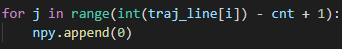 for j in range(int(traj_line[i]) - cnt + 1):
    npy.append(0)